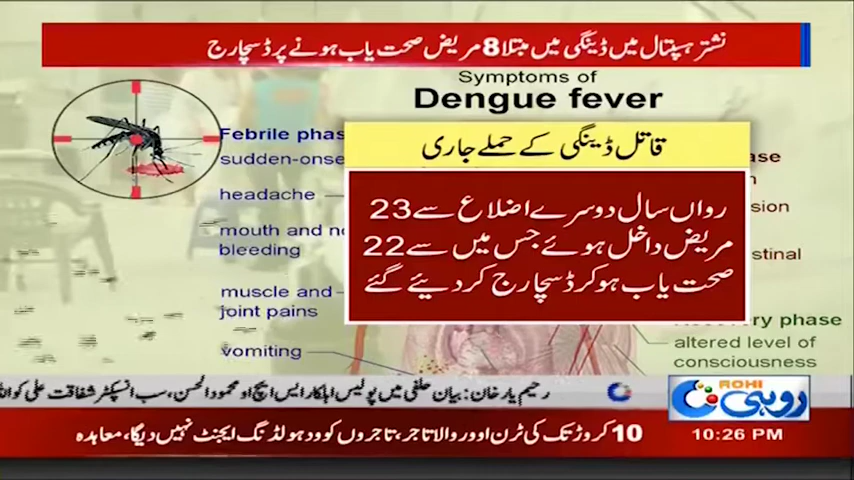 نشتر ہسپتال میں ڈینگی میں مبتلا 8 مریض صحت یاب ہونے پر ڈسچارج
Symptoms of
Dengue fever
Febrile phas
sudden-onse
headache
mouth and no
bleeding
muscle and
joint pains
vomiting
قاتل ڈینگی کے حملے جاری
رواں سال دوسرے اضلاع سے 23
مریض داخل ہوئے جس میں سے 22
صحت یاب ہو کر ڈسچارج کر دیئے گئے
ase
n
sion
stinal
very phase
altered level of
consciousness
رحیم یار خان: بیان حلفی میں پولیس اہلکار ایس ایچ او محمود الحسن، سب انسپکٹر شفاقت علی کو
ROHI
روہی
10 کروڑ تک کی ٹرن اوور والا تاجر، تاجروں کو ود ہولڈنگ ایجنٹ نہیں دیگا، معاہدہ
10:26 PM